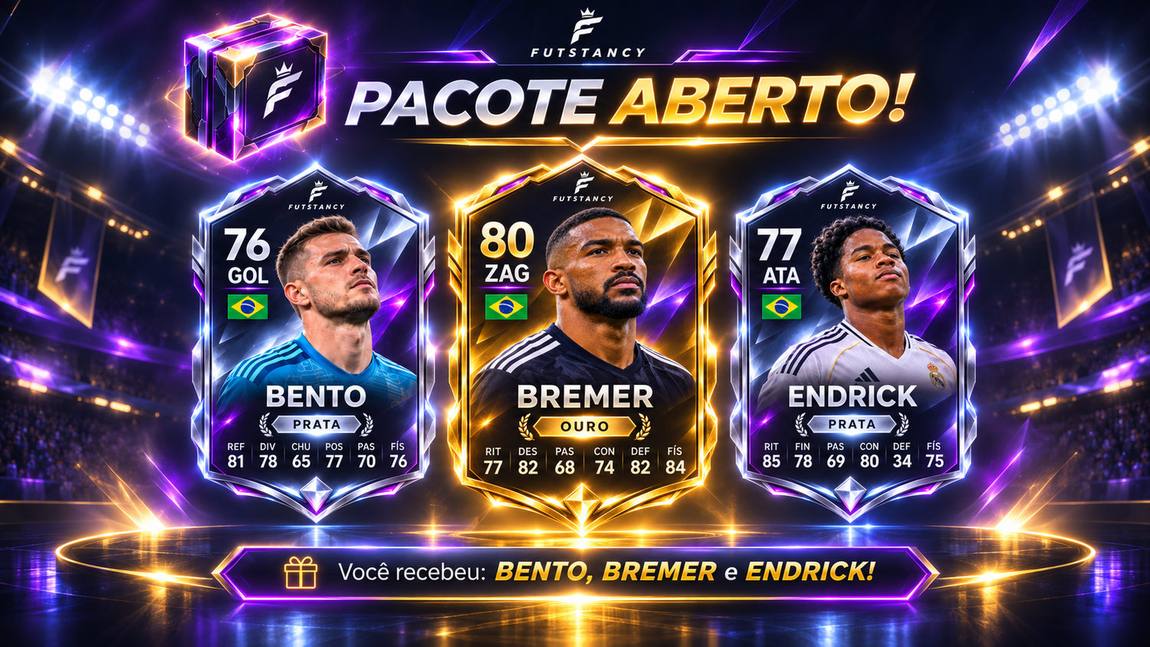 FUTSTANCY
PACOTE ABERTO!
FUTSTANCY
76
GOL
BENTO
PRATA
REF DIV CHU POS PAS FÍS
81 78 65 77 70 76
FUTSTANCY
80
ZAG
BREMER
OURO
RIT DES PAS CON DEF FÍS
77 82 68 74 82 84
FUTSTANCY
77
ATA
ENDRICK
PRATA
RIT FIN PAS CON DEF FÍS
85 78 69 80 34 75
Você recebeu: BENTO, BREMER e ENDRICK!